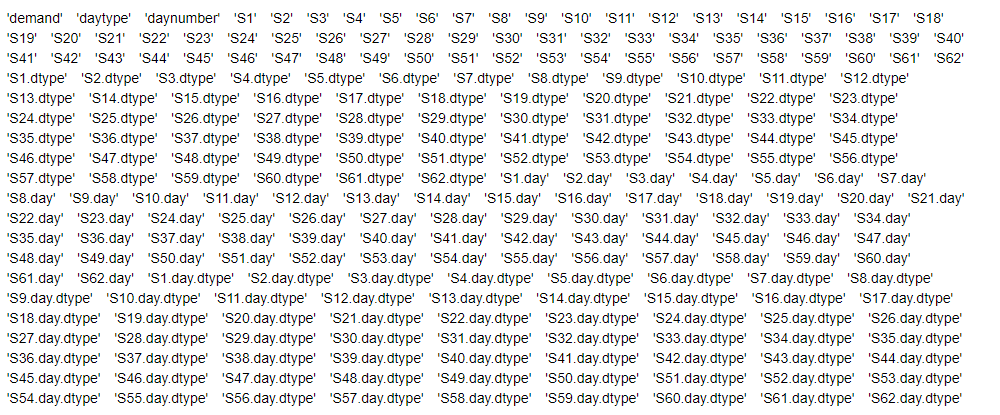 'demand' 'daytype' 'daynumber' 'S1' 'S2' 'S3' 'S4' 'S5' 'S6' 'S7' 'S8' 'S9' 'S10' 'S11' 'S12' 'S13' 'S14' 'S15' 'S16' 'S17' 'S18'
'S19' 'S20' 'S21' 'S22' 'S23' 'S24' 'S25' 'S26' 'S27' 'S28' 'S29' 'S30' 'S31' 'S32' 'S33' 'S34' 'S35' 'S36' 'S37' 'S38' 'S39' 'S40'
'S41' 'S42' 'S43' 'S44' 'S45' 'S46' 'S47' 'S48' 'S49' 'S50' 'S51' 'S52' 'S53' 'S54' 'S55' 'S56' 'S57' 'S58' 'S59' 'S60' 'S61' 'S62'
'S1.dtype' 'S2.dtype' 'S3.dtype' 'S4.dtype' 'S5.dtype' 'S6.dtype' 'S7.dtype' 'S8.dtype' 'S9.dtype' 'S10.dtype' 'S11.dtype' 'S12.dtype'
'S13.dtype' 'S14.dtype' 'S15.dtype' 'S16.dtype' 'S17.dtype' 'S18.dtype' 'S19.dtype' 'S20.dtype' 'S21.dtype' 'S22.dtype' 'S23.dtype'
'S24.dtype' 'S25.dtype' 'S26.dtype' 'S27.dtype' 'S28.dtype' 'S29.dtype' 'S30.dtype' 'S31.dtype' 'S32.dtype' 'S33.dtype' 'S34.dtype'
'S35.dtype' 'S36.dtype' 'S37.dtype' 'S38.dtype' 'S39.dtype' 'S40.dtype' 'S41.dtype' 'S42.dtype' 'S43.dtype' 'S44.dtype' 'S45.dtype'
'S46.dtype' 'S47.dtype' 'S48.dtype' 'S49.dtype' 'S50.dtype' 'S51.dtype' 'S52.dtype' 'S53.dtype' 'S54.dtype' 'S55.dtype' 'S56.dtype'
'S57.dtype' 'S58.dtype' 'S59.dtype' 'S60.dtype' 'S61.dtype' 'S62.dtype' 'S1.day' 'S2.day' 'S3.day' 'S4.day' 'S5.day' 'S6.day' 'S7.day'
'S8.day' 'S9.day' 'S10.day' 'S11.day' 'S12.day' 'S13.day' 'S14.day' 'S15.day' 'S16.day' 'S17.day' 'S18.day' 'S19.day' 'S20.day' 'S21.day'
'S22.day' 'S23.day' 'S24.day' 'S25.day' 'S26.day' 'S27.day' 'S28.day' 'S29.day' 'S30.day' 'S31.day' 'S32.day' 'S33.day' 'S34.day'
'S35.day' 'S36.day' 'S37.day' 'S38.day' 'S39.day' 'S40.day' 'S41.day' 'S42.day' 'S43.day' 'S44.day' 'S45.day' 'S46.day' 'S47.day'
'S48.day' 'S49.day' 'S50.day' 'S51.day' 'S52.day' 'S53.day' 'S54.day' 'S55.day' 'S56.day' 'S57.day' 'S58.day' 'S59.day' 'S60.day'
'S61.day' 'S62.day' 'S1.day.dtype' 'S2.day.dtype' 'S3.day.dtype' 'S4.day.dtype' 'S5.day.dtype' 'S6.day.dtype' 'S7.day.dtype' 'S8.day.dtype'
'S9.day.dtype' 'S10.day.dtype' 'S11.day.dtype' 'S12.day.dtype' 'S13.day.dtype' 'S14.day.dtype' 'S15.day.dtype' 'S16.day.dtype' 'S17.day.dtype'
'S18.day.dtype' 'S19.day.dtype' 'S20.day.dtype' 'S21.day.dtype' 'S22.day.dtype' 'S23.day.dtype' 'S24.day.dtype' 'S25.day.dtype' 'S26.day.dtype'
'S27.day.dtype' 'S28.day.dtype' 'S29.day.dtype' 'S30.day.dtype' 'S31.day.dtype' 'S32.day.dtype' 'S33.day.dtype' 'S34.day.dtype' 'S35.day.dtype'
'S36.day.dtype' 'S37.day.dtype' 'S38.day.dtype' 'S39.day.dtype' 'S40.day.dtype' 'S41.day.dtype' 'S42.day.dtype' 'S43.day.dtype' 'S44.day.dtype'
'S45.day.dtype' 'S46.day.dtype' 'S47.day.dtype' 'S48.day.dtype' 'S49.day.dtype' 'S50.day.dtype' 'S51.day.dtype' 'S52.day.dtype' 'S53.day.dtype'
'S54.day.dtype' 'S55.day.dtype' 'S56.day.dtype' 'S57.day.dtype' 'S58.day.dtype' 'S59.day.dtype' 'S60.day.dtype' 'S61.day.dtype' 'S62.day.dtype'